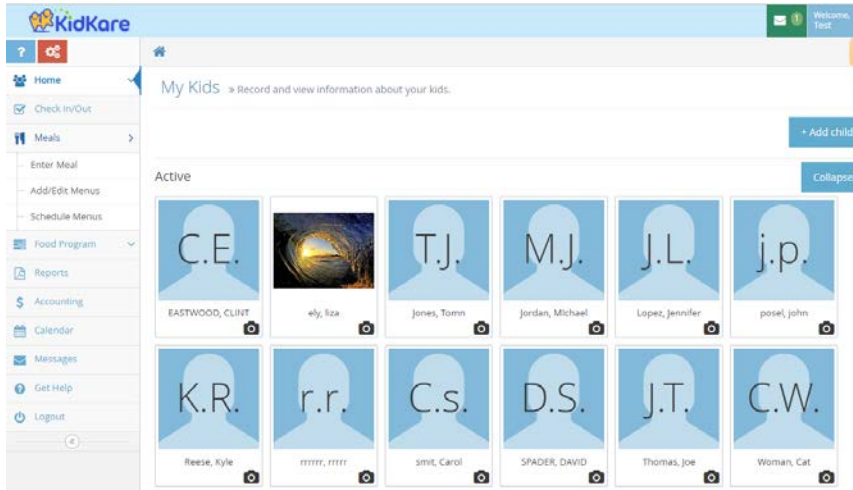 KidKare
1
Welcome,
Test
?
Home
My Kids » Record and view information about your kids.
Check In/Out
Meals
+ Add child
Enter Meal
Active
Collapse
Add/Edit Menus
Schedule Menus
Food Program
Reports
$ Accounting
Calendar
Messages
Get Help
Logout
C.E.
T.J.
M.J.
J.L.
j.p.
EASTWOOD, CLINT
ely, liza
Jones, Tomn
Jordan, MIchael
Lopez, Jennifer
posel, john
K.R.
r.r.
C.s.
D.S.
J.T.
C.W.
Reese, Kyle
rrrrrr, rrrrr
smit, Carol
SPADER, DAVID
Thomas, Joe
Woman, Cat